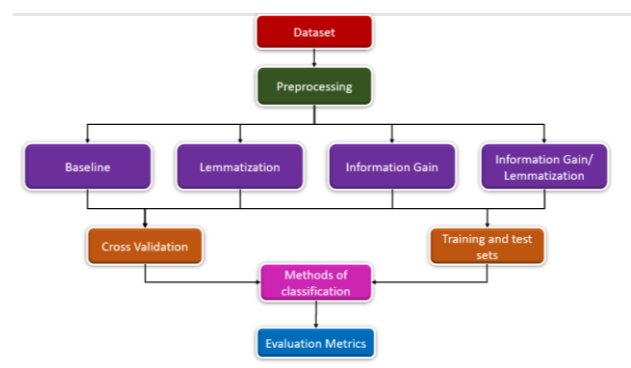 Dataset
Preprocessing
Baseline
Lemmatization
Information Gain
Information Gain/
Lemmatization
Cross Validation
Training and test
sets
Methods of
classification
Evaluation Metrics